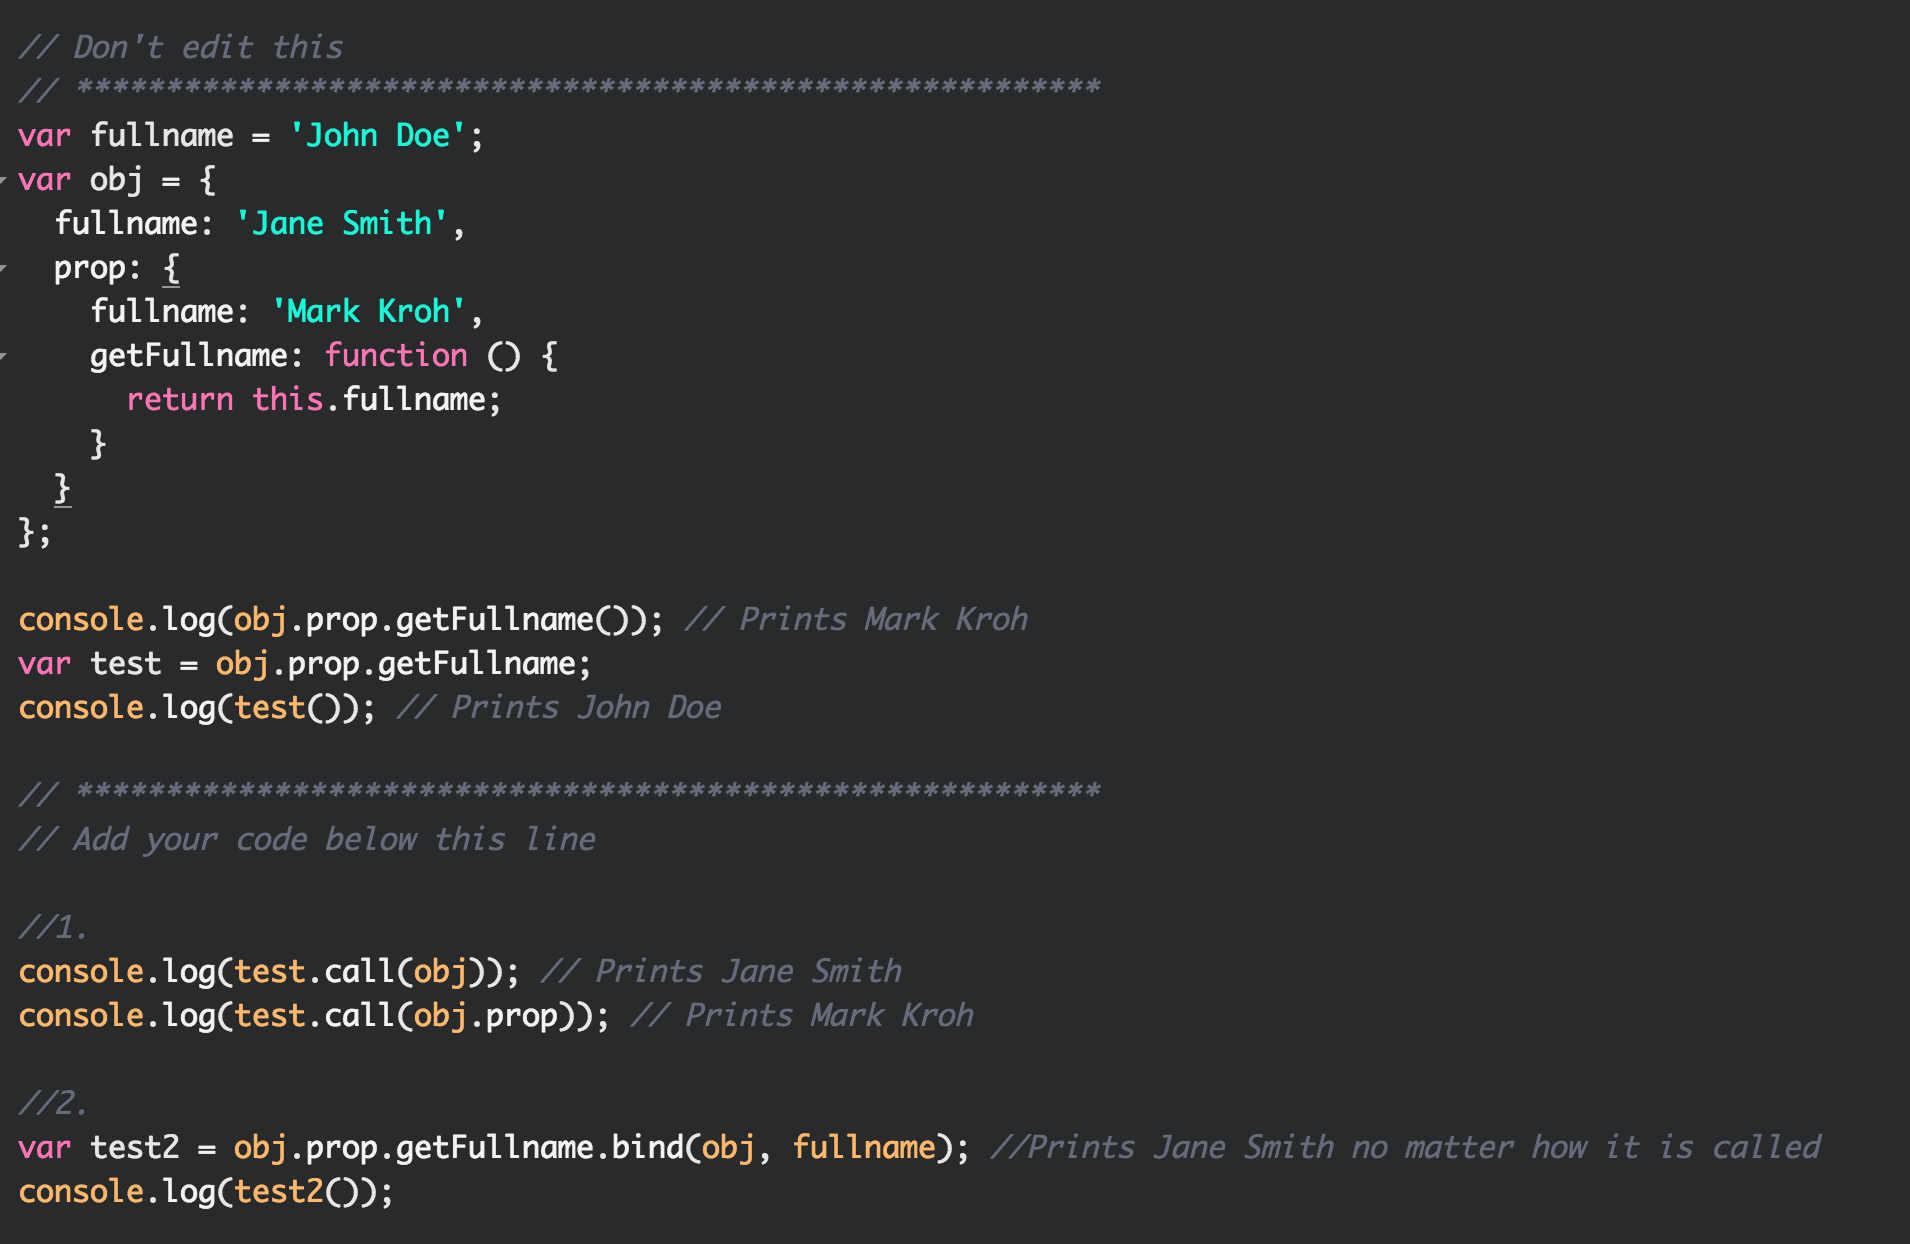 // Don't edit this
// *********************************************************
var fullname = 'John Doe';
var obj = {
  fullname: 'Jane Smith',
  prop: {
    fullname: 'Mark Kroh',
    getFullname: function () {
      return this.fullname;
    }
  }
};

console.log(obj.prop.getFullname()); // Prints Mark Kroh
var test = obj.prop.getFullname;
console.log(test()); // Prints John Doe

// *********************************************************
// Add your code below this line

//1.
console.log(test.call(obj)); // Prints Jane Smith
console.log(test.call(obj.prop)); // Prints Mark Kroh

//2.
var test2 = obj.prop.getFullname.bind(obj, fullname); //Prints Jane Smith no matter how it is called
console.log(test2());